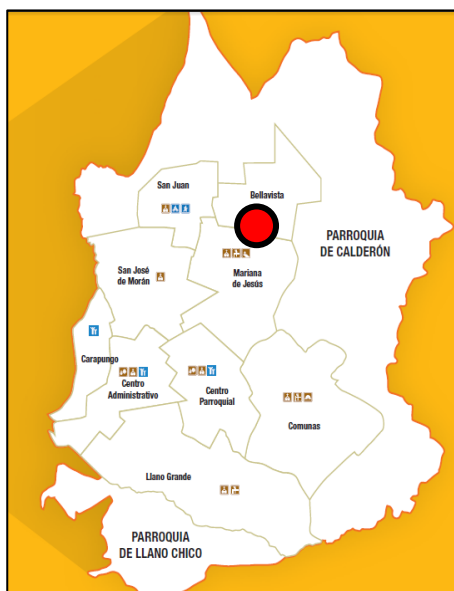 San Juan
Bellavista
PARROQUIA
DE CALDERÓN
San José
de Morán
Mariana
de Jesús
Carapungo
Centro
Administrativo
Centro
Parroquial
Comunas
Llano Grande
PARROQUIA
DE LLANO CHICO